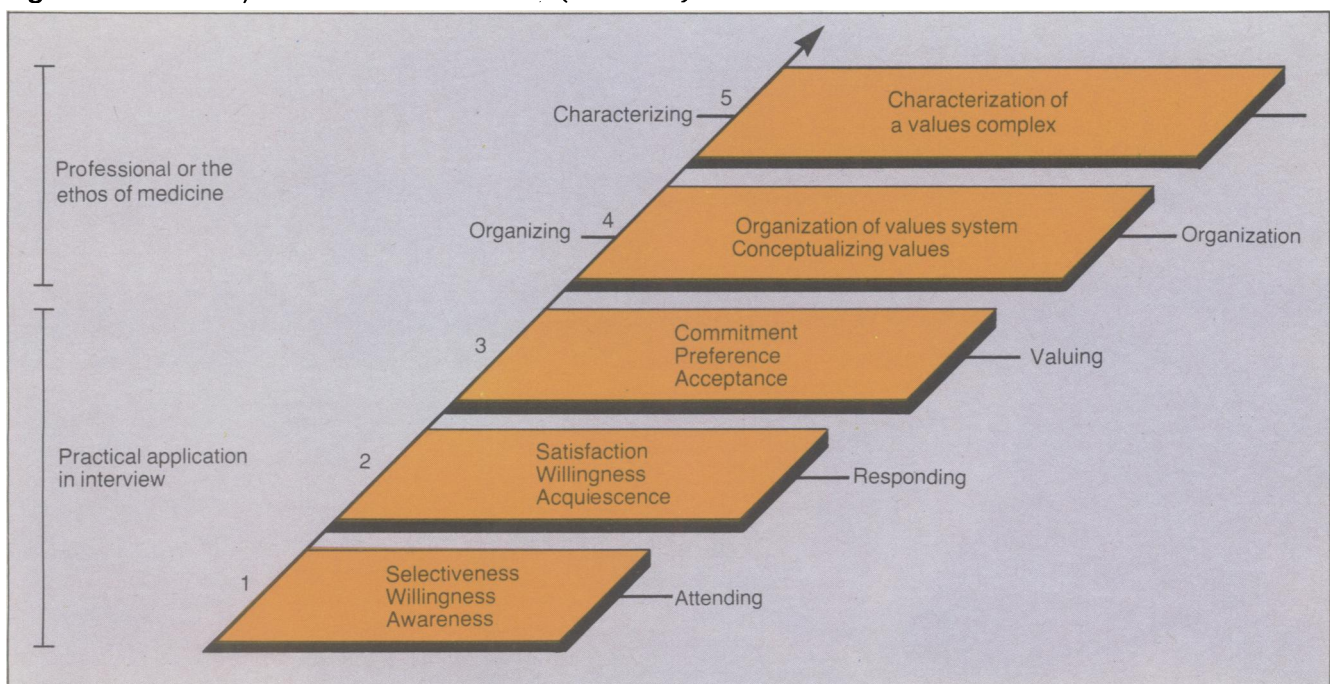 5
Characterizing
Characterization of
a values complex
Professional or the
ethos of medicine
4
Organizing
Organization of values system
Conceptualizing values
Organization
3
Commitment
Preference
Acceptance
Valuing
Practical application
in interview
2
Satisfaction
Willingness
Acquiescence
Responding
1
Selectiveness
Willingness
Awareness
Attending